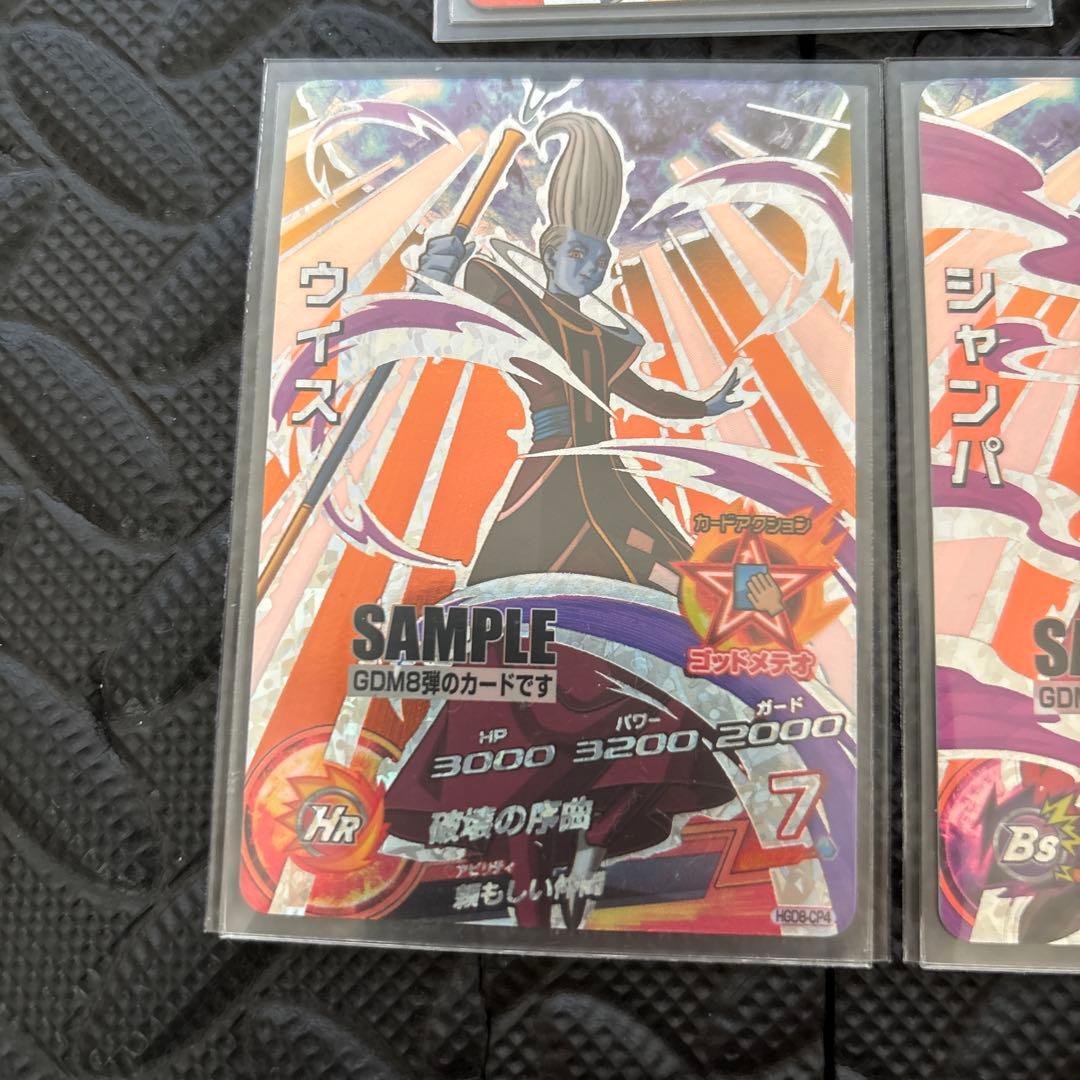 ウイス
カードアクション
ゴッドメテオ
SAMPLE
GDM8弾のカードです
HP
3000
パワー
3200
ガード
2000
HR
7
破壊の序曲
アビリティ
頼もしい仲間
HGD8-CP4
シャンパ
SA
GDM
Bs